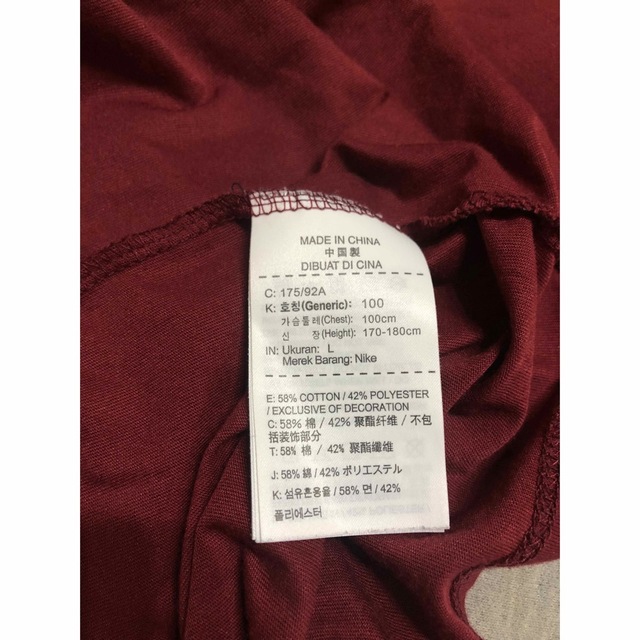 MADE IN CHINA
中国製
DIBUAT DI CINA
C: 175/92A
K: 호칭(Generic): 100
가슴둘레(Chest): 100cm
신 장(Height): 170-180cm
IN: Ukuran: L
Merek Barang: Nike
E: 58% COTTON / 42% POLYESTER
/ EXCLUSIVE OF DECORATION
C: 58% 棉 / 42% 聚酯纤维 / 不包
括装饰部分
T: 58% 棉 / 42% 聚酯纖維
J: 58% 綿 / 42% ポリエステル
K: 섬유혼용율 / 58% 면 / 42%
폴리에스터